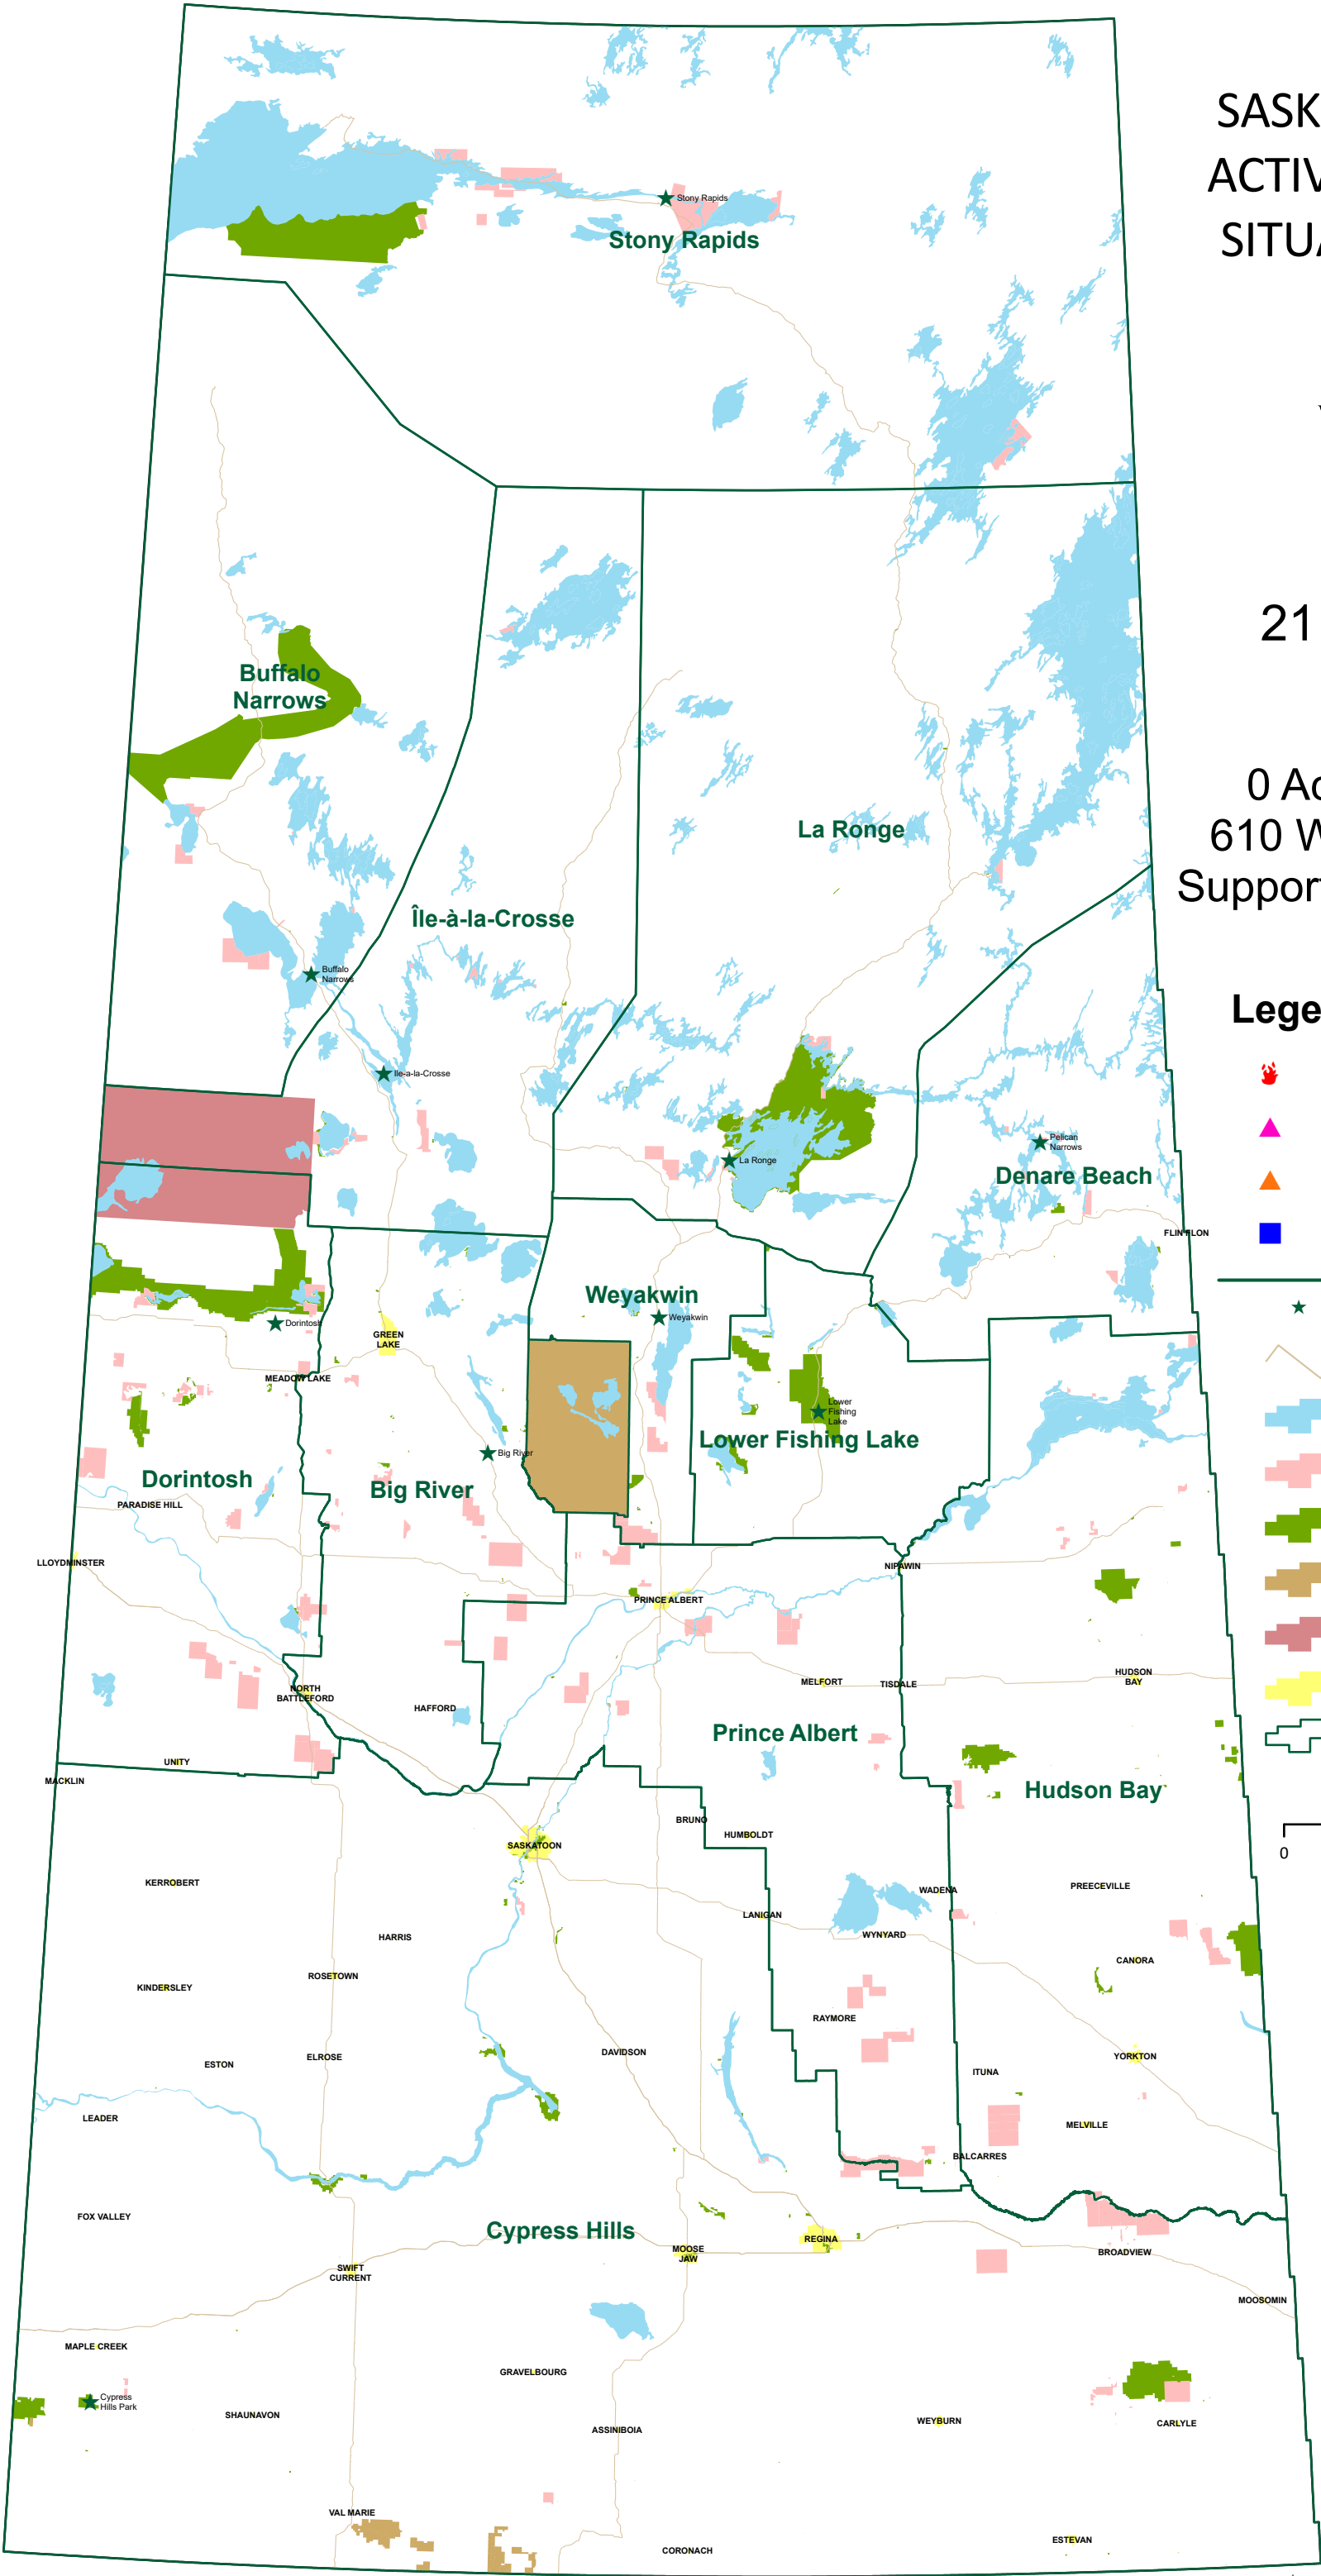 SASK
ACTIV
SITUA
21
0 Ac
610 W
Support
Lege
0
Stony Rapids
Stony Rapids
Buffalo
Narrows
La Ronge
Île-à-la-Crosse
Buffalo
Narrows
Ile-a-la-Crosse
Pelican
Narrows
La Ronge
Denare Beach
FLIN FLON
Weyakwin
Weyakwin
Dorintosh
GREEN
LAKE
MEADOW LAKE
Lower
Fishing
Lake
Lower Fishing Lake
Big River
Dorintosh
Big River
PARADISE HILL
LLOYDMINSTER
NIPAWIN
PRINCE ALBERT
HUDSON
BAY
MELFORT
TISDALE
NORTH
BATTLEFORD
HAFFORD
Prince Albert
UNITY
MACKLIN
Hudson Bay
BRUNO
HUMBOLDT
SASKATOON
KERROBERT
PREECEVILLE
WADENA
LANIGAN
WYNYARD
HARRIS
CANORA
ROSETOWN
KINDERSLEY
RAYMORE
DAVIDSON
YORKTON
ELROSE
ESTON
ITUNA
LEADER
MELVILLE
BALCARRES
FOX VALLEY
Cypress Hills
REGINA
MOOSE
JAW
BROADVIEW
SWIFT
CURRENT
MOOSOMIN
MAPLE CREEK
GRAVELBOURG
Cypress
Hills Park
SHAUNAVON
WEYBURN
CARLYLE
ASSINIBOIA
VAL MARIE
ESTEVAN
CORONACH